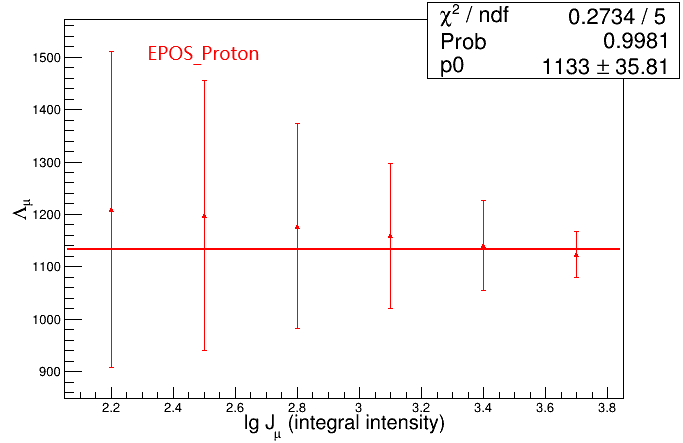 χ² / ndf 0.2734 / 5
Prob 0.9981
p0 1133 ± 35.81
EPOS_Proton
1500
1400
1300
1200
1100
1000
900
Λμ
2.2 2.4 2.6 2.8 3 3.2 3.4 3.6 3.8
lg Jμ (integral intensity)